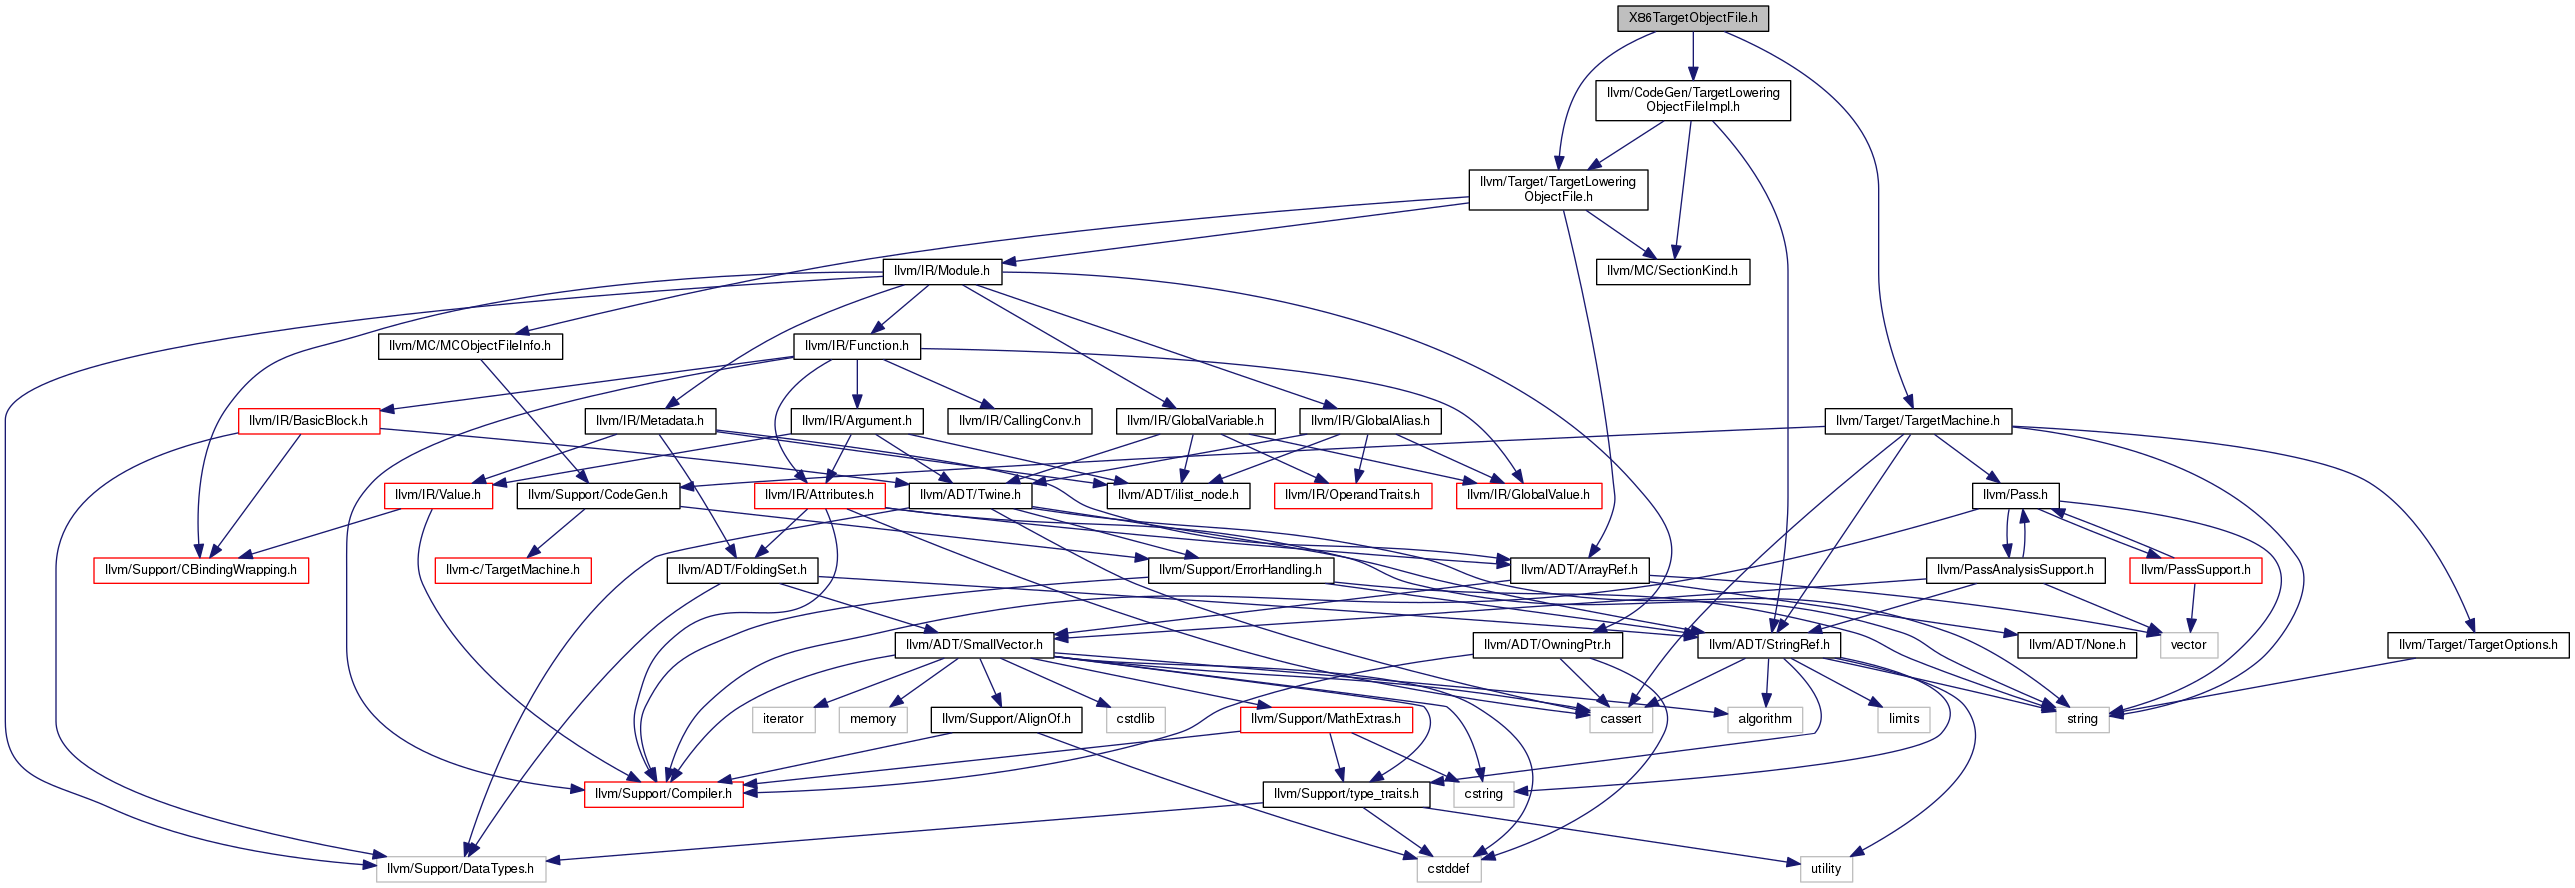 X86TargetObjectFile.h
llvm/CodeGen/TargetLowering
ObjectFileImpl.h
llvm/Target/TargetLowering
ObjectFile.h
llvm/IR/Module.h
llvm/MC/SectionKind.h
llvm/MC/MCObjectFileInfo.h
llvm/IR/Function.h
llvm/IR/BasicBlock.h
llvm/IR/Metadata.h
llvm/IR/Argument.h
llvm/IR/CallingConv.h
llvm/IR/GlobalVariable.h
llvm/IR/GlobalAlias.h
llvm/Target/TargetMachine.h
llvm/IR/Value.h
llvm/Support/CodeGen.h
llvm/IR/Attributes.h
llvm/ADT/Twine.h
llvm/ADT/ilist_node.h
llvm/IR/OperandTraits.h
llvm/IR/GlobalValue.h
llvm/Pass.h
llvm/Support/CBindingWrapping.h
llvm-c/TargetMachine.h
llvm/ADT/FoldingSet.h
llvm/Support/ErrorHandling.h
llvm/ADT/ArrayRef.h
llvm/PassAnalysisSupport.h
llvm/PassSupport.h
llvm/ADT/SmallVector.h
llvm/ADT/OwningPtr.h
llvm/ADT/StringRef.h
llvm/ADT/None.h
vector
llvm/Target/TargetOptions.h
iterator
memory
llvm/Support/AlignOf.h
cstdlib
llvm/Support/MathExtras.h
cassert
algorithm
limits
string
llvm/Support/Compiler.h
llvm/Support/type_traits.h
cstring
llvm/Support/DataTypes.h
cstddef
utility